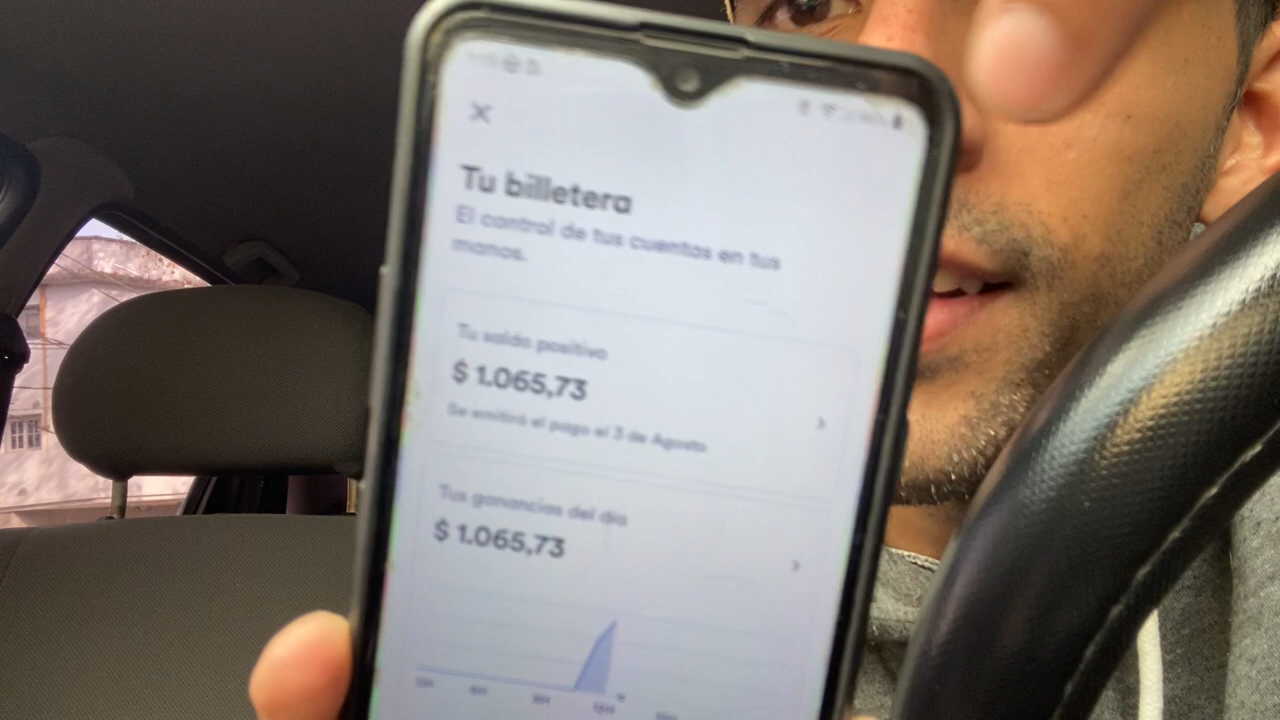 Tu billetera
El control de tus cuentas en tus
manos.
Tu saldo positivo
$ 1.065,73
Se emitirá el pago el 3 de Agosto
Tus ganancias del día
$ 1.065,73